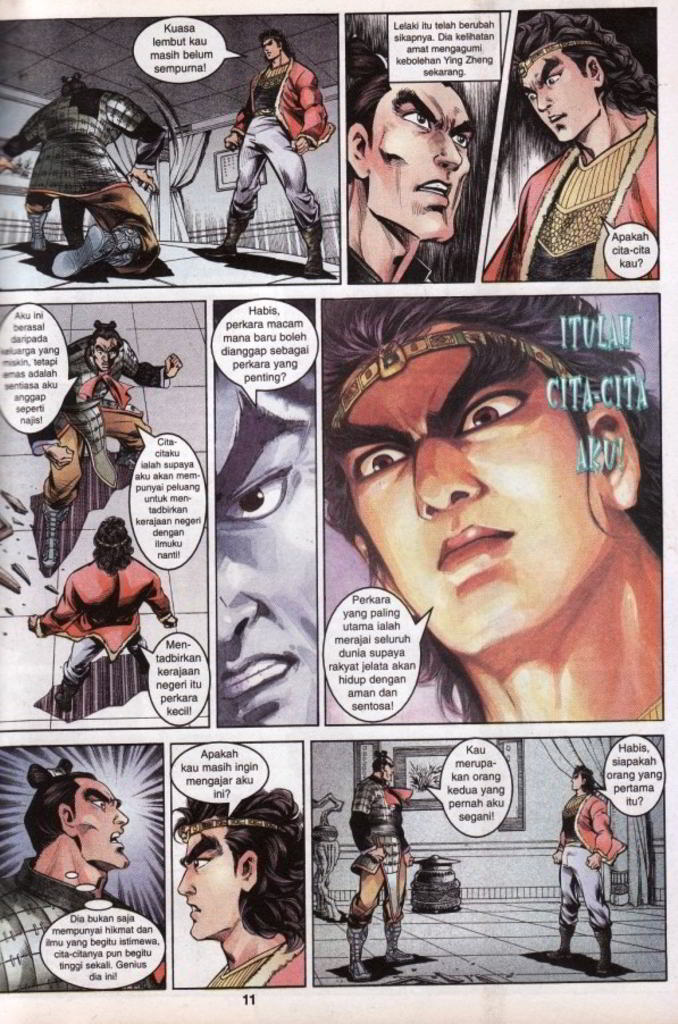 Kuasa
lembut kau
masih belum
sempurna!
Lelaki itu telah berubah
sikapnya. Dia kelihatan
amat mengagumi
kebolehan Ying Zheng
sekarang.
Apakah
cita-cita
kau?
Aku ini
berasal
daripada
keluarga yang
miskin, tetapi
emas adalah
sentiasa aku
anggap
seperti
najis!
Cita-
citaku
ialah supaya
aku akan mem-
punyai peluang
untuk men-
tadbirkan
kerajaan negeri
dengan
ilmuku
nanti!
Men-
tadbirkan
kerajaan
negeri itu
perkara
kecil!
Habis,
perkara macam
mana baru boleh
dianggap sebagai
perkara yang
penting?
ITULAH
CITA-CITA
AKU!
Perkara
yang paling
utama ialah
merajai seluruh
dunia supaya
rakyat jelata akan
hidup dengan
aman dan
sentosa!
Dia bukan saja
mempunyai kehandalan dan
ilmu yang begitu istimewa,
cita-citanya pun begitu
tinggi sekali. Genius
dia ini!
Apakah
kau masih ingin
mengajar aku
ini?
Kau
merupa-
kan orang
kedua yang
pernah aku
segani!
Habis,
siapakah
orang yang
pertama
itu?
11